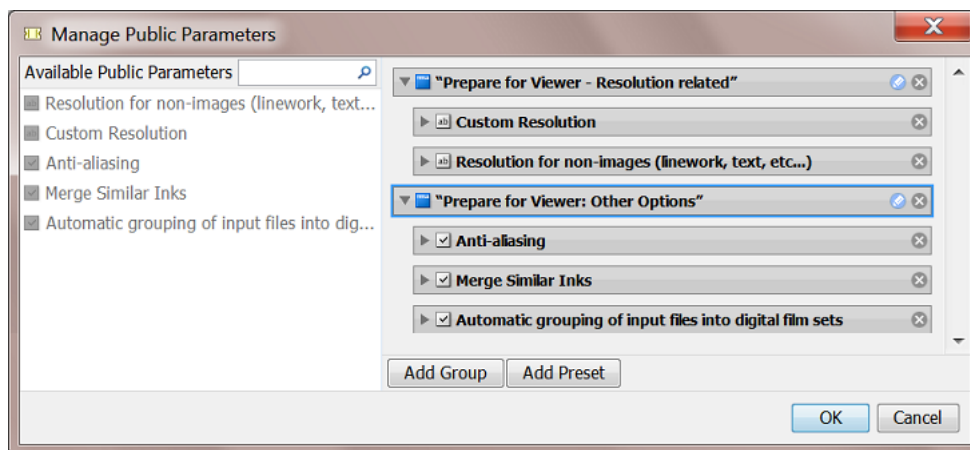 Manage Public Parameters
Available Public Parameters
Resolution for non-images (linework, text...
Custom Resolution
Anti-aliasing
Merge Similar Inks
Automatic grouping of input files into dig...
"Prepare for Viewer - Resolution related"
ab Custom Resolution
ab Resolution for non-images (linework, text, etc...)
"Prepare for Viewer: Other Options"
Anti-aliasing
Merge Similar Inks
Automatic grouping of input files into digital film sets
Add Group Add Preset
OK Cancel